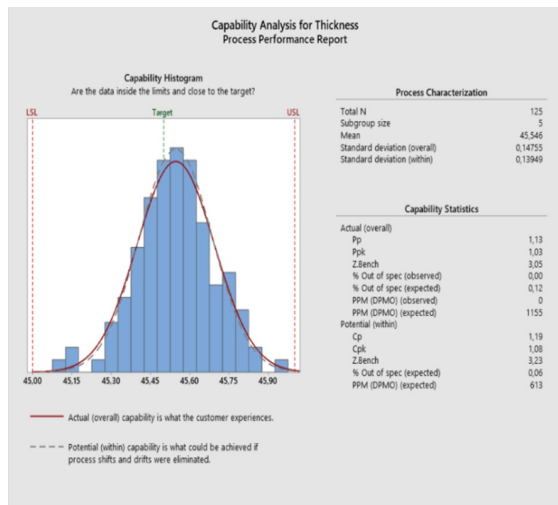 Capability Analysis for Thickness
Process Performance Report
Capability Histogram
Are the data inside the limits and close to the target?
LSL Target USL
45,00 45,15 45,30 45,45 45,60 45,75 45,90
Actual (overall) capability is what the customer experiences.
Potential (within) capability is what could be achieved if
process shifts and drifts were eliminated.
Process Characterization
Total N 125
Subgroup size 5
Mean 45,546
Standard deviation (overall) 0,14755
Standard deviation (within) 0,13949
Capability Statistics
Actual (overall)
Pp 1,13
Ppk 1,03
Z.Bench 3,05
% Out of spec (observed) 0,00
% Out of spec (expected) 0,12
PPM (DPMO) (observed) 0
PPM (DPMO) (expected) 1155
Potential (within)
Cp 1,19
Cpk 1,08
Z.Bench 3,23
% Out of spec (expected) 0,06
PPM (DPMO) (expected) 613